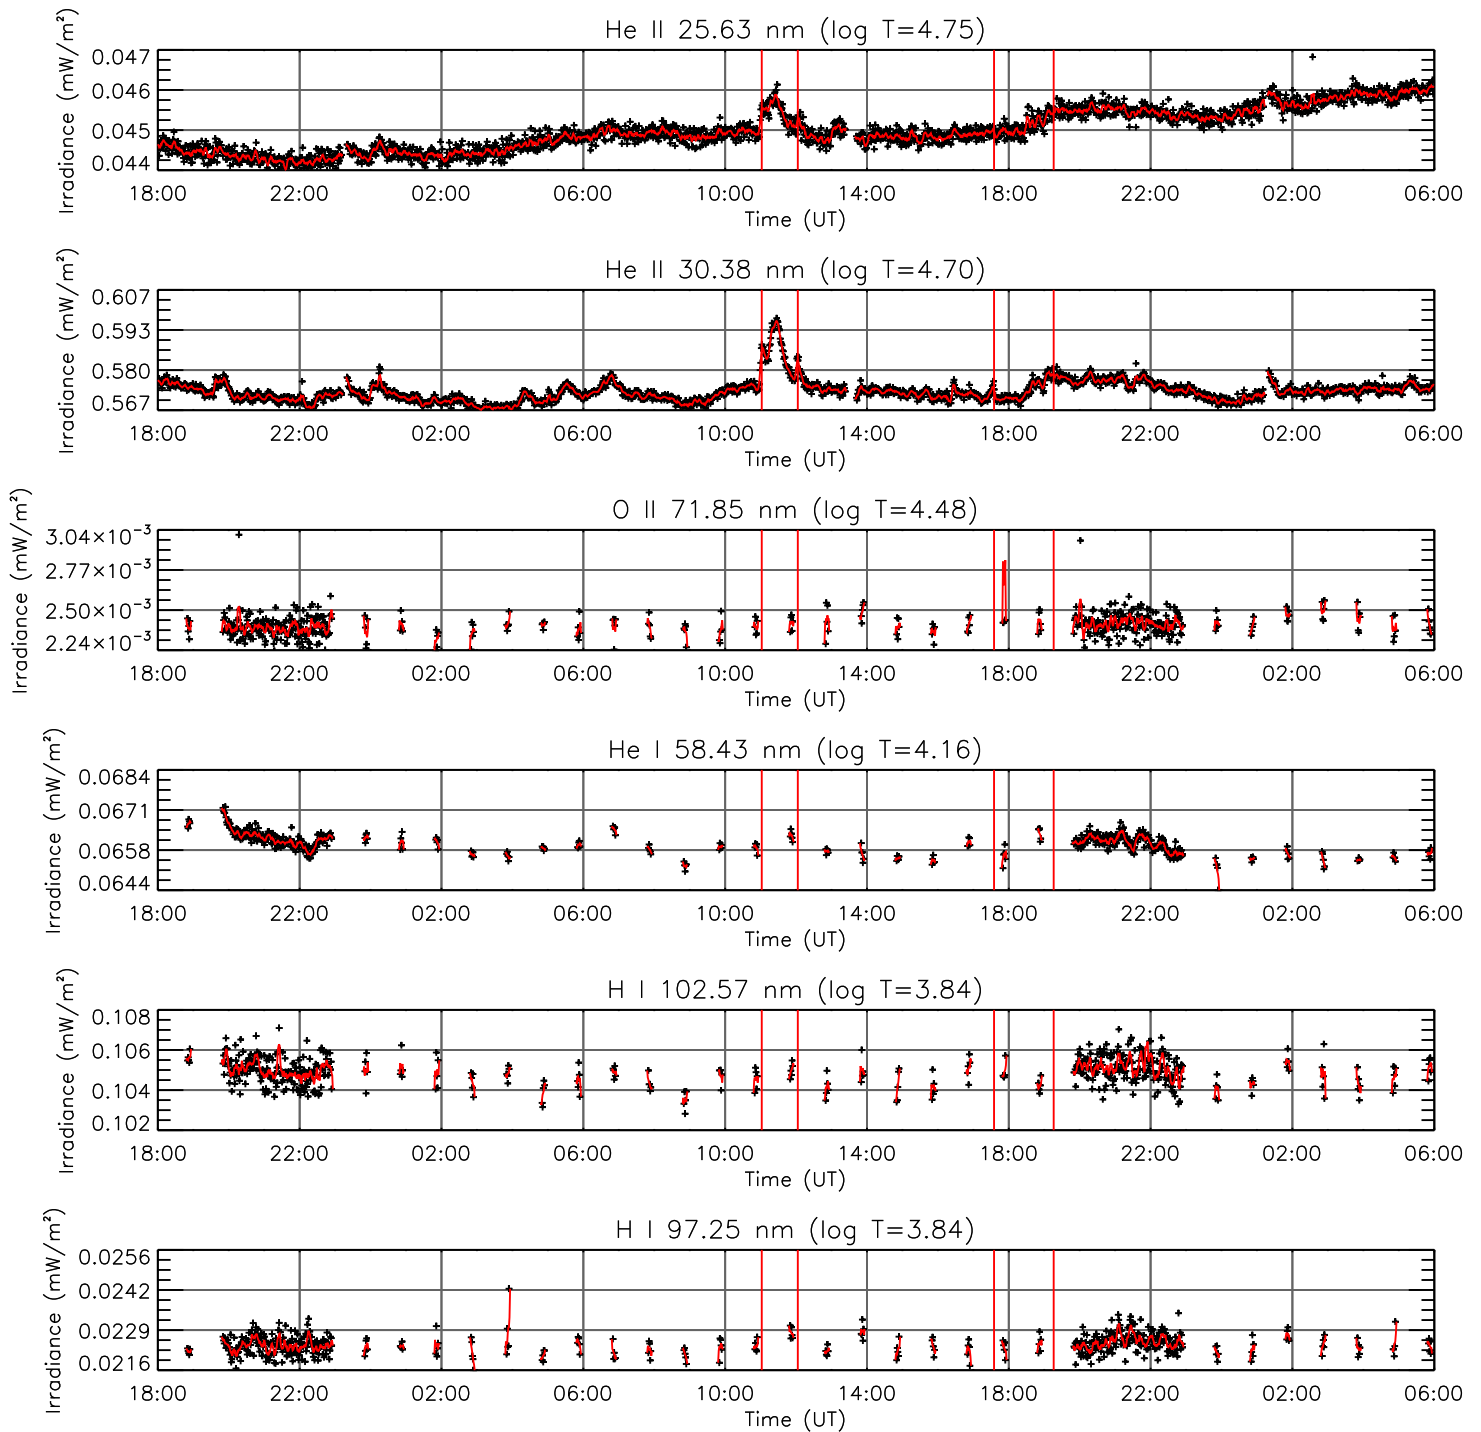 He II 25.63 nm (log T=4.75)
Irradiance (mW/m²)
0.047
0.046
0.045
0.044
18:00 22:00 02:00 06:00 10:00 14:00 18:00 22:00 02:00 06:00
Time (UT)
He II 30.38 nm (log T=4.70)
Irradiance (mW/m²)
0.607
0.593
0.580
0.567
18:00 22:00 02:00 06:00 10:00 14:00 18:00 22:00 02:00 06:00
Time (UT)
O II 71.85 nm (log T=4.48)
Irradiance (mW/m²)
3.04×10⁻³
2.77×10⁻³
2.50×10⁻³
2.24×10⁻³
18:00 22:00 02:00 06:00 10:00 14:00 18:00 22:00 02:00 06:00
Time (UT)
He I 58.43 nm (log T=4.16)
Irradiance (mW/m²)
0.0684
0.0671
0.0658
0.0644
18:00 22:00 02:00 06:00 10:00 14:00 18:00 22:00 02:00 06:00
Time (UT)
H I 102.57 nm (log T=3.84)
Irradiance (mW/m²)
0.108
0.106
0.104
0.102
18:00 22:00 02:00 06:00 10:00 14:00 18:00 22:00 02:00 06:00
Time (UT)
H I 97.25 nm (log T=3.84)
Irradiance (mW/m²)
0.0256
0.0242
0.0229
0.0216
18:00 22:00 02:00 06:00 10:00 14:00 18:00 22:00 02:00 06:00
Time (UT)